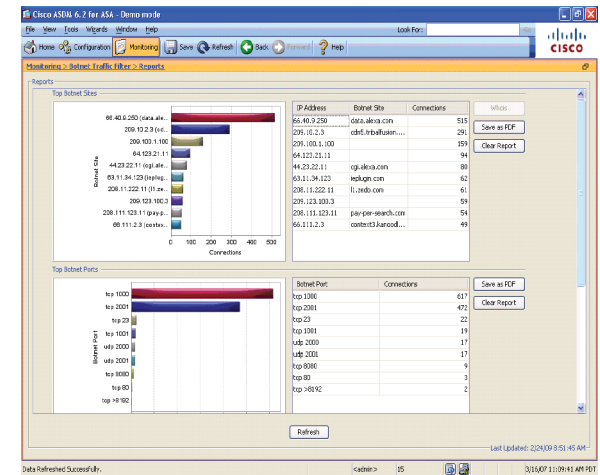 Cisco ASDM 6.2 for ASA - Demo mode
File View Tools Wizards Window Help Look For:
Home Configuration Monitoring Save Refresh Back Forward Help
CISCO
Monitoring > Botnet Traffic Filter > Reports
Reports
Top Botnet Sites
Botnet Site
66.40.9.250 (data.ale...
209.10.2.3 (cd...
209.100.1.100
64.123.21.11
44.23.22.11 (cgi.ale...
63.11.34.123 (ieplug...
208.11.222.11 (l1.ze...
209.123.100.3
208.111.123.11 (pay-p...
66.111.2.3 (contex...
0 100 200 300 400 500
Connections
IP Address Botnet Site Connections
66.40.9.250 data.alexa.com 515
209.10.2.3 cdn5.tribalfusion.... 291
209.100.1.100 159
64.123.21.11 94
44.23.22.11 cgi.alexa.com 80
63.11.34.123 ieplugin.com 62
208.11.222.11 l1.zedo.com 61
209.123.100.3 59
208.111.123.11 pay-per-search.com 54
66.111.2.3 context3.kanoodl... 49
Whois
Save as PDF
Clear Report
Top Botnet Ports
Botnet Port
tcp 1000
tcp 2001
tcp 23
tcp 1001
udp 2000
udp 2001
tcp 8080
tcp 80
tcp >8192
Botnet Port Connections
tcp 1000 617
tcp 2001 472
tcp 23 22
tcp 1001 19
udp 2000 17
udp 2001 17
tcp 8080 9
tcp 80 3
tcp >8192 2
Save as PDF
Clear Report
Refresh
Last Updated: 2/24/09 8:51:45 AM
Data Refreshed Successfully. <admin> 15 3/16/07 11:09:41 AM PDT